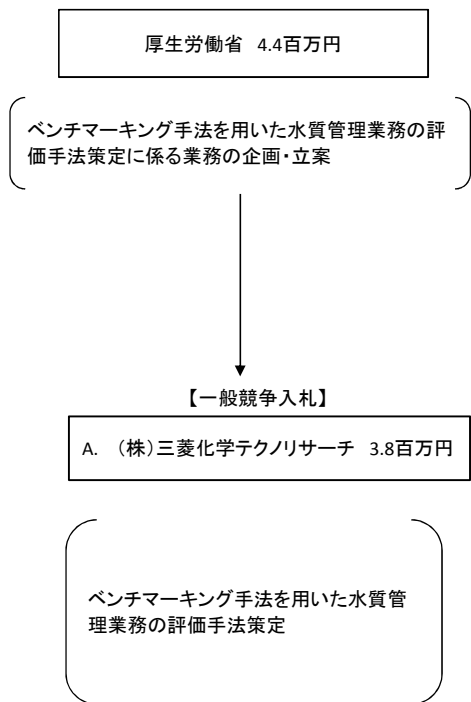 厚生労働省 4.4百万円
ベンチマーキング手法を用いた水質管理業務の評
価手法策定に係る業務の企画・立案
【一般競争入札】
A. （株）三菱化学テクノリサーチ 3.8百万円
ベンチマーキング手法を用いた水質管
理業務の評価手法策定